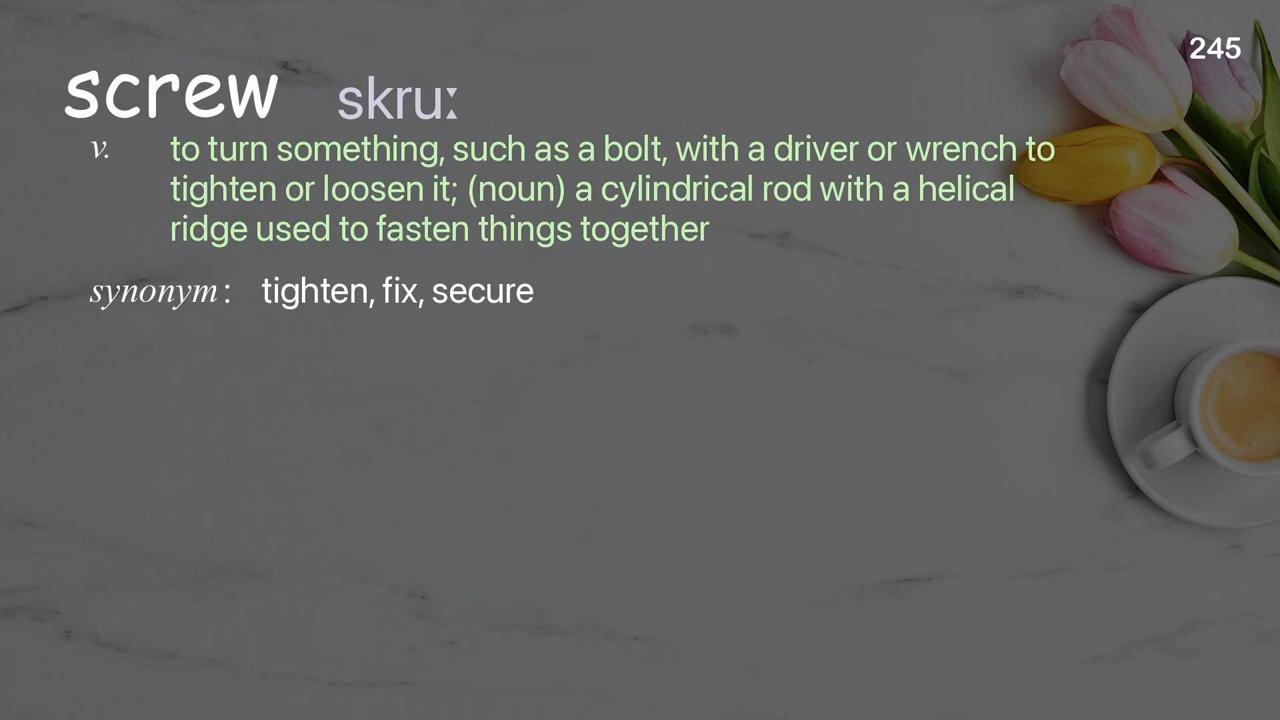 245
screw skruː
v. to turn something, such as a bolt, with a driver or wrench to
tighten or loosen it; (noun) a cylindrical rod with a helical
ridge used to fasten things together
synonym : tighten, fix, secure